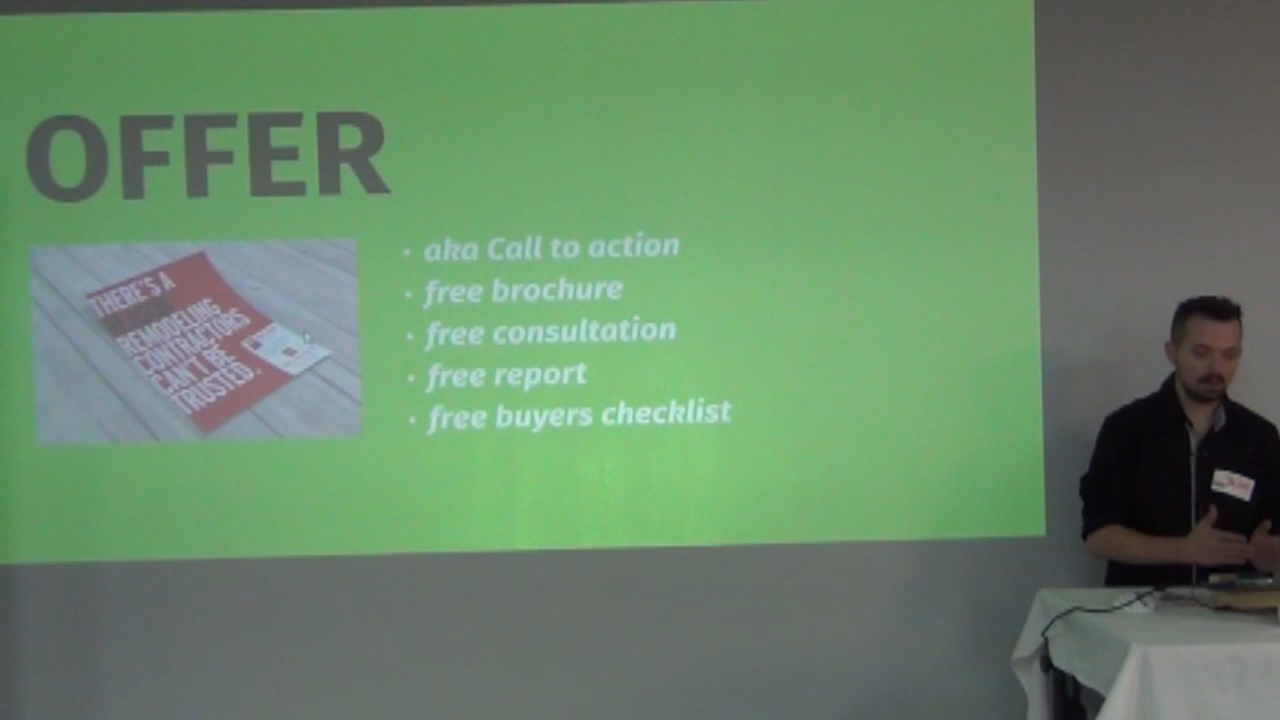 OFFER
THERE'S A
REMODELING
CONTRACTORS
CAN'T BE
TRUSTED.
• aka Call to action
• free brochure
• free consultation
• free report
• free buyers checklist